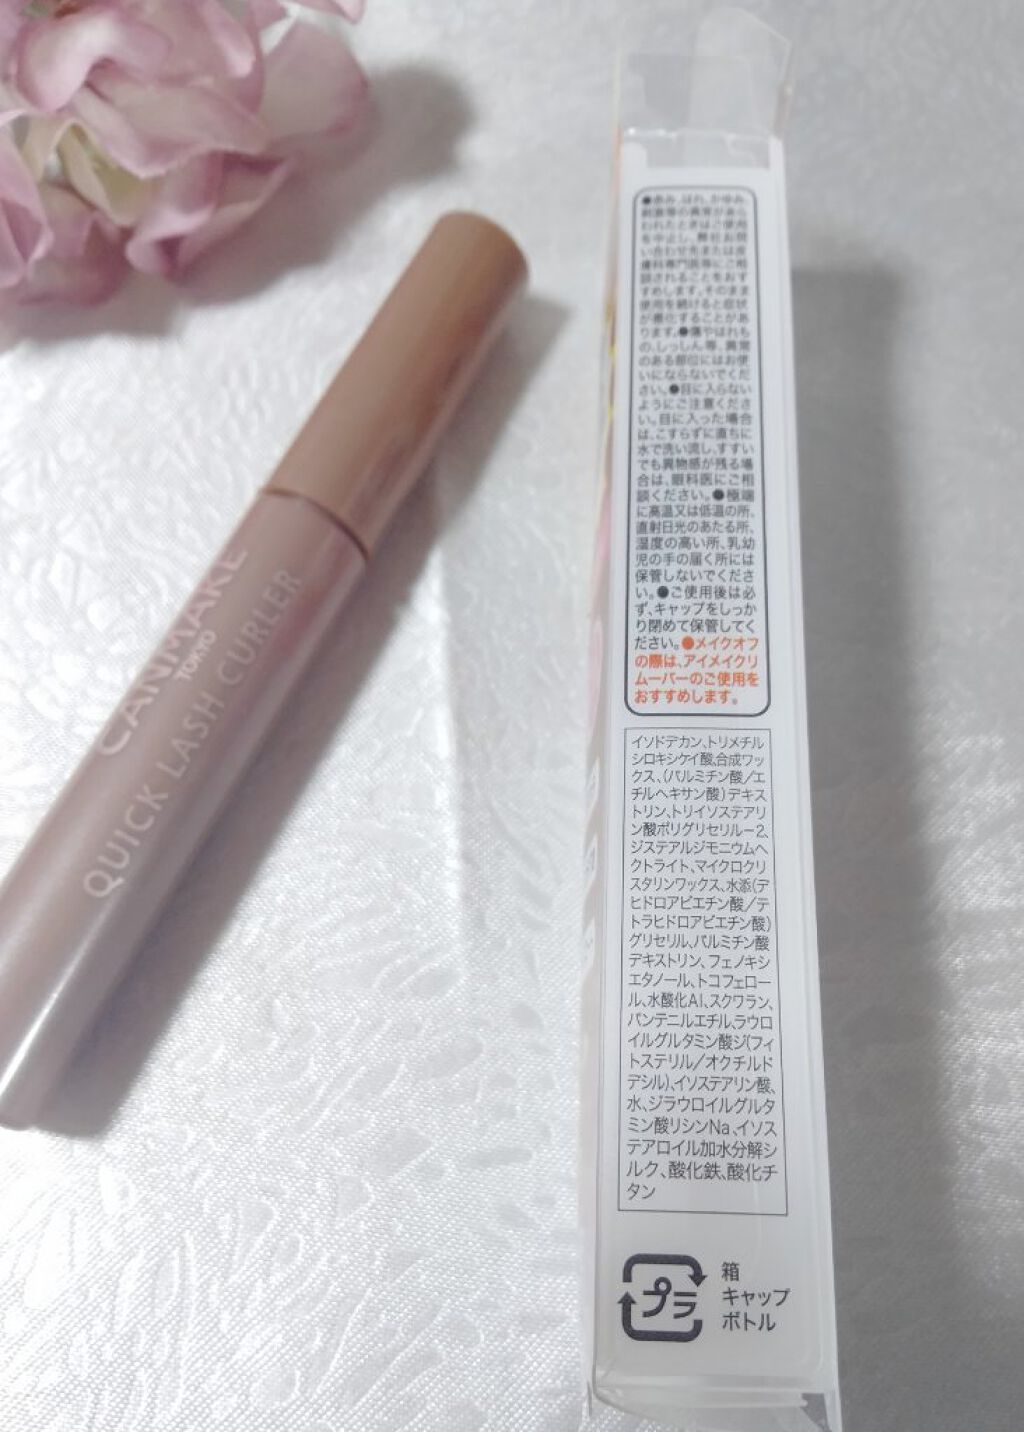 CANMAKE
TOKYO
QUICK LASH CURLER
●赤み、はれ、かゆみ、
刺激等の異常があら
われたときはご使用
を中止し、弊社お問
い合わせ先または皮
膚科専門医等にご相
談されることをおす
すめします。そのまま
使用を続けると症状
が悪化することがあ
ります。●傷やはれも
の、しっしん等、異常
のある部位にはお使
いにならないでくだ
さい。●目に入らない
ようにご注意くださ
い。目に入った場合
は、こすらずに直ちに
水で洗い流し、すすい
でも異物感が残る場
合は、眼科医にご相
談ください。●極端
に高温又は低温の所、
直射日光のあたる所、
湿度の高い所、乳幼
児の手の届く所には
保管しないでくださ
い。●ご使用後は必
ず、キャップをしっか
り閉めて保管してく
ださい。●メイクオフ
の際は、アイメイクリ
ムーバーのご使用を
おすすめします。
イソドデカン、トリメチル
シロキシケイ酸、合成ワッ
クス、(パルミチン酸/エ
チルヘキサン酸)デキス
トリン、トリイソステアリ
ン酸ポリグリセリル-2、
ジステアルジモニウムヘ
クトライト、マイクロクリ
スタリンワックス、水添(デ
ヒドロアビエチン酸/テ
トラヒドロアビエチン酸)
グリセリル、パルミチン酸
デキストリン、フェノキシ
エタノール、トコフェロー
ル、水酸化Al、スクワラン、
パンテニルエチル、ラウロ
イルグルタミン酸ジ(フィ
トステリル/オクチルド
デシル)、イソステアリン酸、
水、ジラウロイルグルタ
ミン酸リシンNa、イソス
テアロイル加水分解シ
ルク、酸化鉄、酸化チ
タン
プラ
箱
キャップ
ボトル